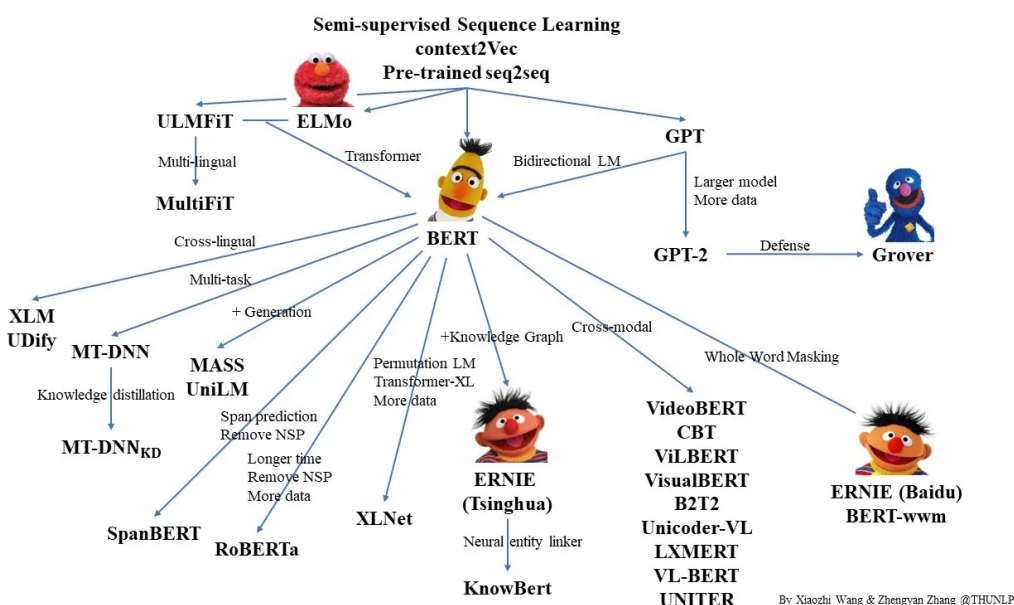 Semi-supervised Sequence Learning
context2Vec
Pre-trained seq2seq
ULMFiT
ELMo
GPT
Multi-lingual
Transformer
Bidirectional LM
Larger model
More data
MultiFiT
BERT
GPT-2
Defense
Grover
Cross-lingual
Multi-task
+ Generation
+Knowledge Graph
Cross-modal
Whole Word Masking
XLM
UDify
MT-DNN
Knowledge distillation
MT-DNNKD
MASS
UniLM
Span prediction
Remove NSP
Longer time
Remove NSP
More data
Permutation LM
Transformer-XL
More data
SpanBERT
RoBERTa
XLNet
ERNIE
(Tsinghua)
Neural entity linker
KnowBert
VideoBERT
CBT
ViLBERT
VisualBERT
B2T2
Unicoder-VL
LXMERT
VL-BERT
UNITER
ERNIE (Baidu)
BERT-wwm
By Xiaozhi Wang & Zhengyan Zhang @THUNLP